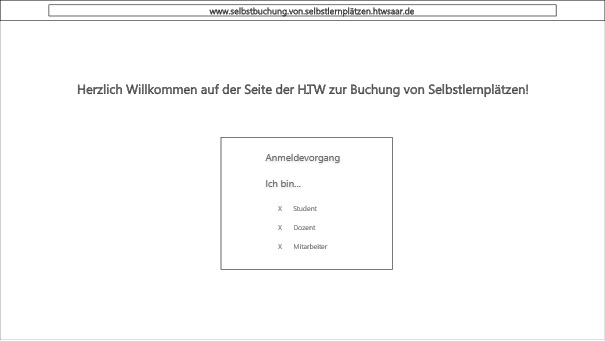 www.selbstbuchung.von.selbstlernplätzen.htwsaar.de
Herzlich Willkommen auf der Seite der HTW zur Buchung von Selbstlernplätzen!
Anmeldevorgang
Ich bin...
X Student
X Dozent
X Mitarbeiter